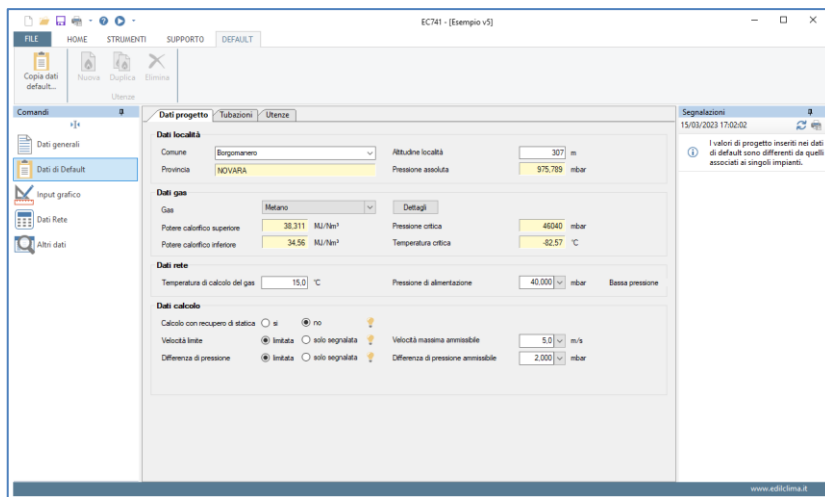 EC741 - [Esempio v5]
FILE HOME STRUMENTI SUPPORTO DEFAULT
Copia dati default...
Nuova Duplica Elimina
Utenze
Comandi
Dati generali
Dati di Default
Input grafico
Dati Rete
Altri dati
Dati progetto Tubazioni Utenze
Dati località
Comune Borgomanero Altitudine località 307 m
Provincia NOVARA Pressione assoluta 975,789 mbar
Dati gas
Gas Metano Dettagli
Potere calorifico superiore 38,311 MJ/Nm³ Pressione critica 46040 mbar
Potere calorifico inferiore 34,56 MJ/Nm³ Temperatura critica -82,57 °C
Dati rete
Temperatura di calcolo del gas 15,0 °C Pressione di alimentazione 40,000 mbar Bassa pressione
Dati calcolo
Calcolo con recupero di statica si no
Velocità limite limitata solo segnalata Velocità massima ammissibile 5,0 m/s
Differenza di pressione limitata solo segnalata Differenza di pressione ammissibile 2,000 mbar
Segnalazioni
15/03/2023 17:02:02
I valori di progetto inseriti nei dati
di default sono differenti da quelli
associati ai singoli impianti.
www.edilclima.it